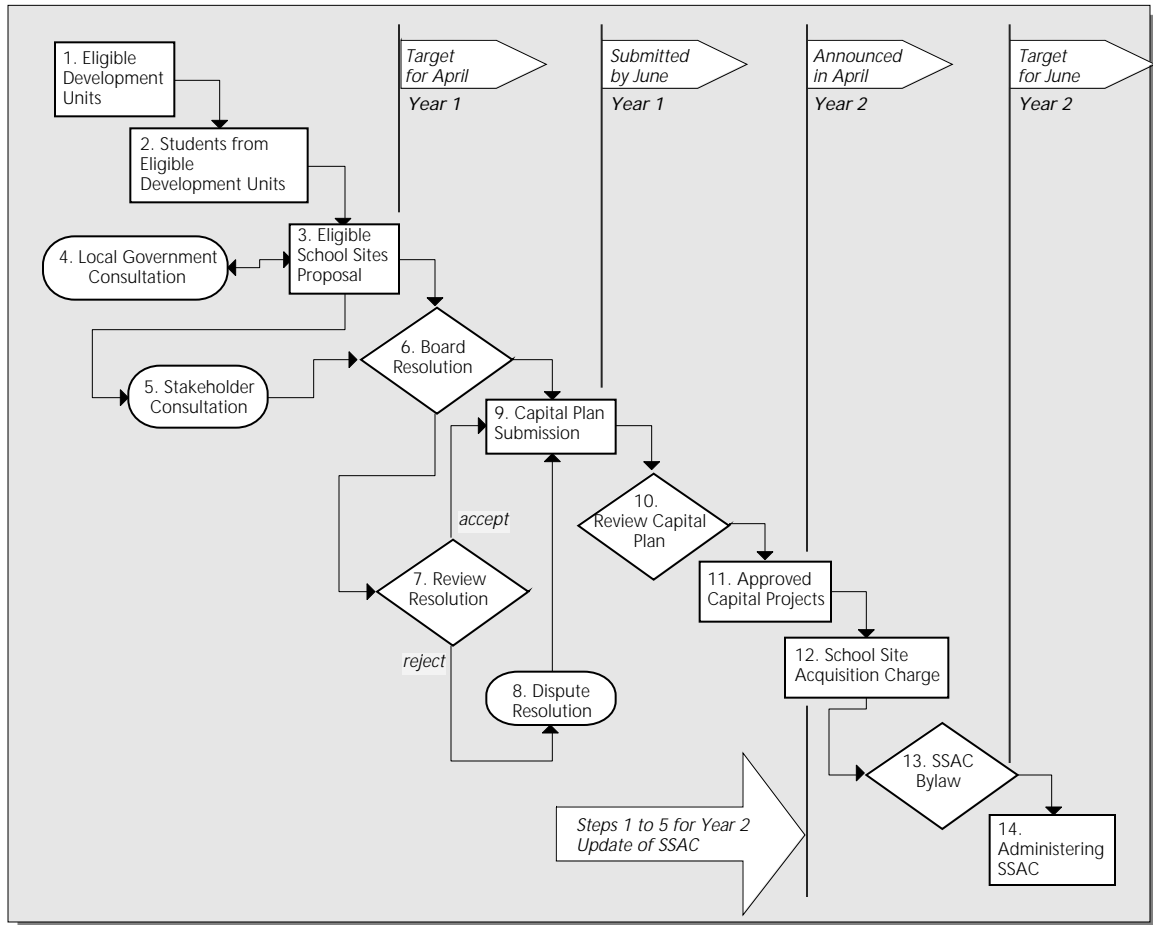 1. Eligible
Development
Units
Target
for April
Year 1
Submitted
by June
Year 1
Announced
in April
Year 2
Target
for June
Year 2
2. Students from
Eligible
Development Units
3. Eligible
School Sites
Proposal
4. Local Government
Consultation
5. Stakeholder
Consultation
6. Board
Resolution
9. Capital Plan
Submission
accept
7. Review
Resolution
reject
8. Dispute
Resolution
10.
Review Capital
Plan
11. Approved
Capital Projects
12. School Site
Acquisition Charge
13. SSAC
Bylaw
Steps 1 to 5 for Year 2
Update of SSAC
14.
Administering
SSAC